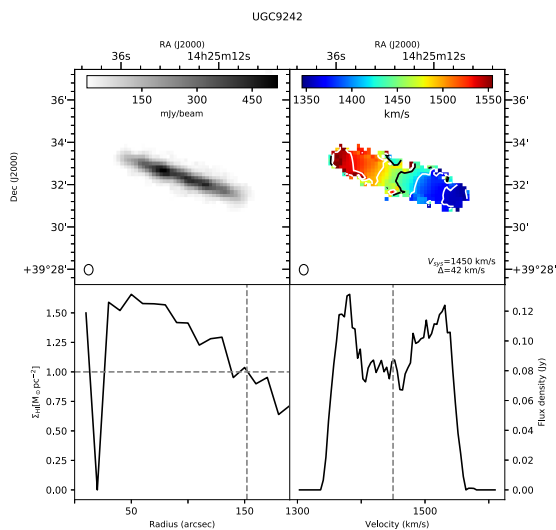 UGC9242
RA (J2000)
RA (J2000)
36s
14h25m12s
36s
14h25m12s
36'
34'
32'
30'
+39°28'
Dec (J2000)
150
300
450
mJy/beam
1350
1400
1450
1500
1550
km/s
V_sys=1450 km/s
Δ=42 km/s
36'
34'
32'
30'
+39°28'
1.50
1.25
1.00
0.75
0.50
0.25
0.00
Σ_HI[M_⊙pc⁻²]
50
150
Radius (arcsec)
1300
1500
Velocity (km/s)
0.12
0.10
0.08
0.06
0.04
0.02
0.00
Flux density (Jy)